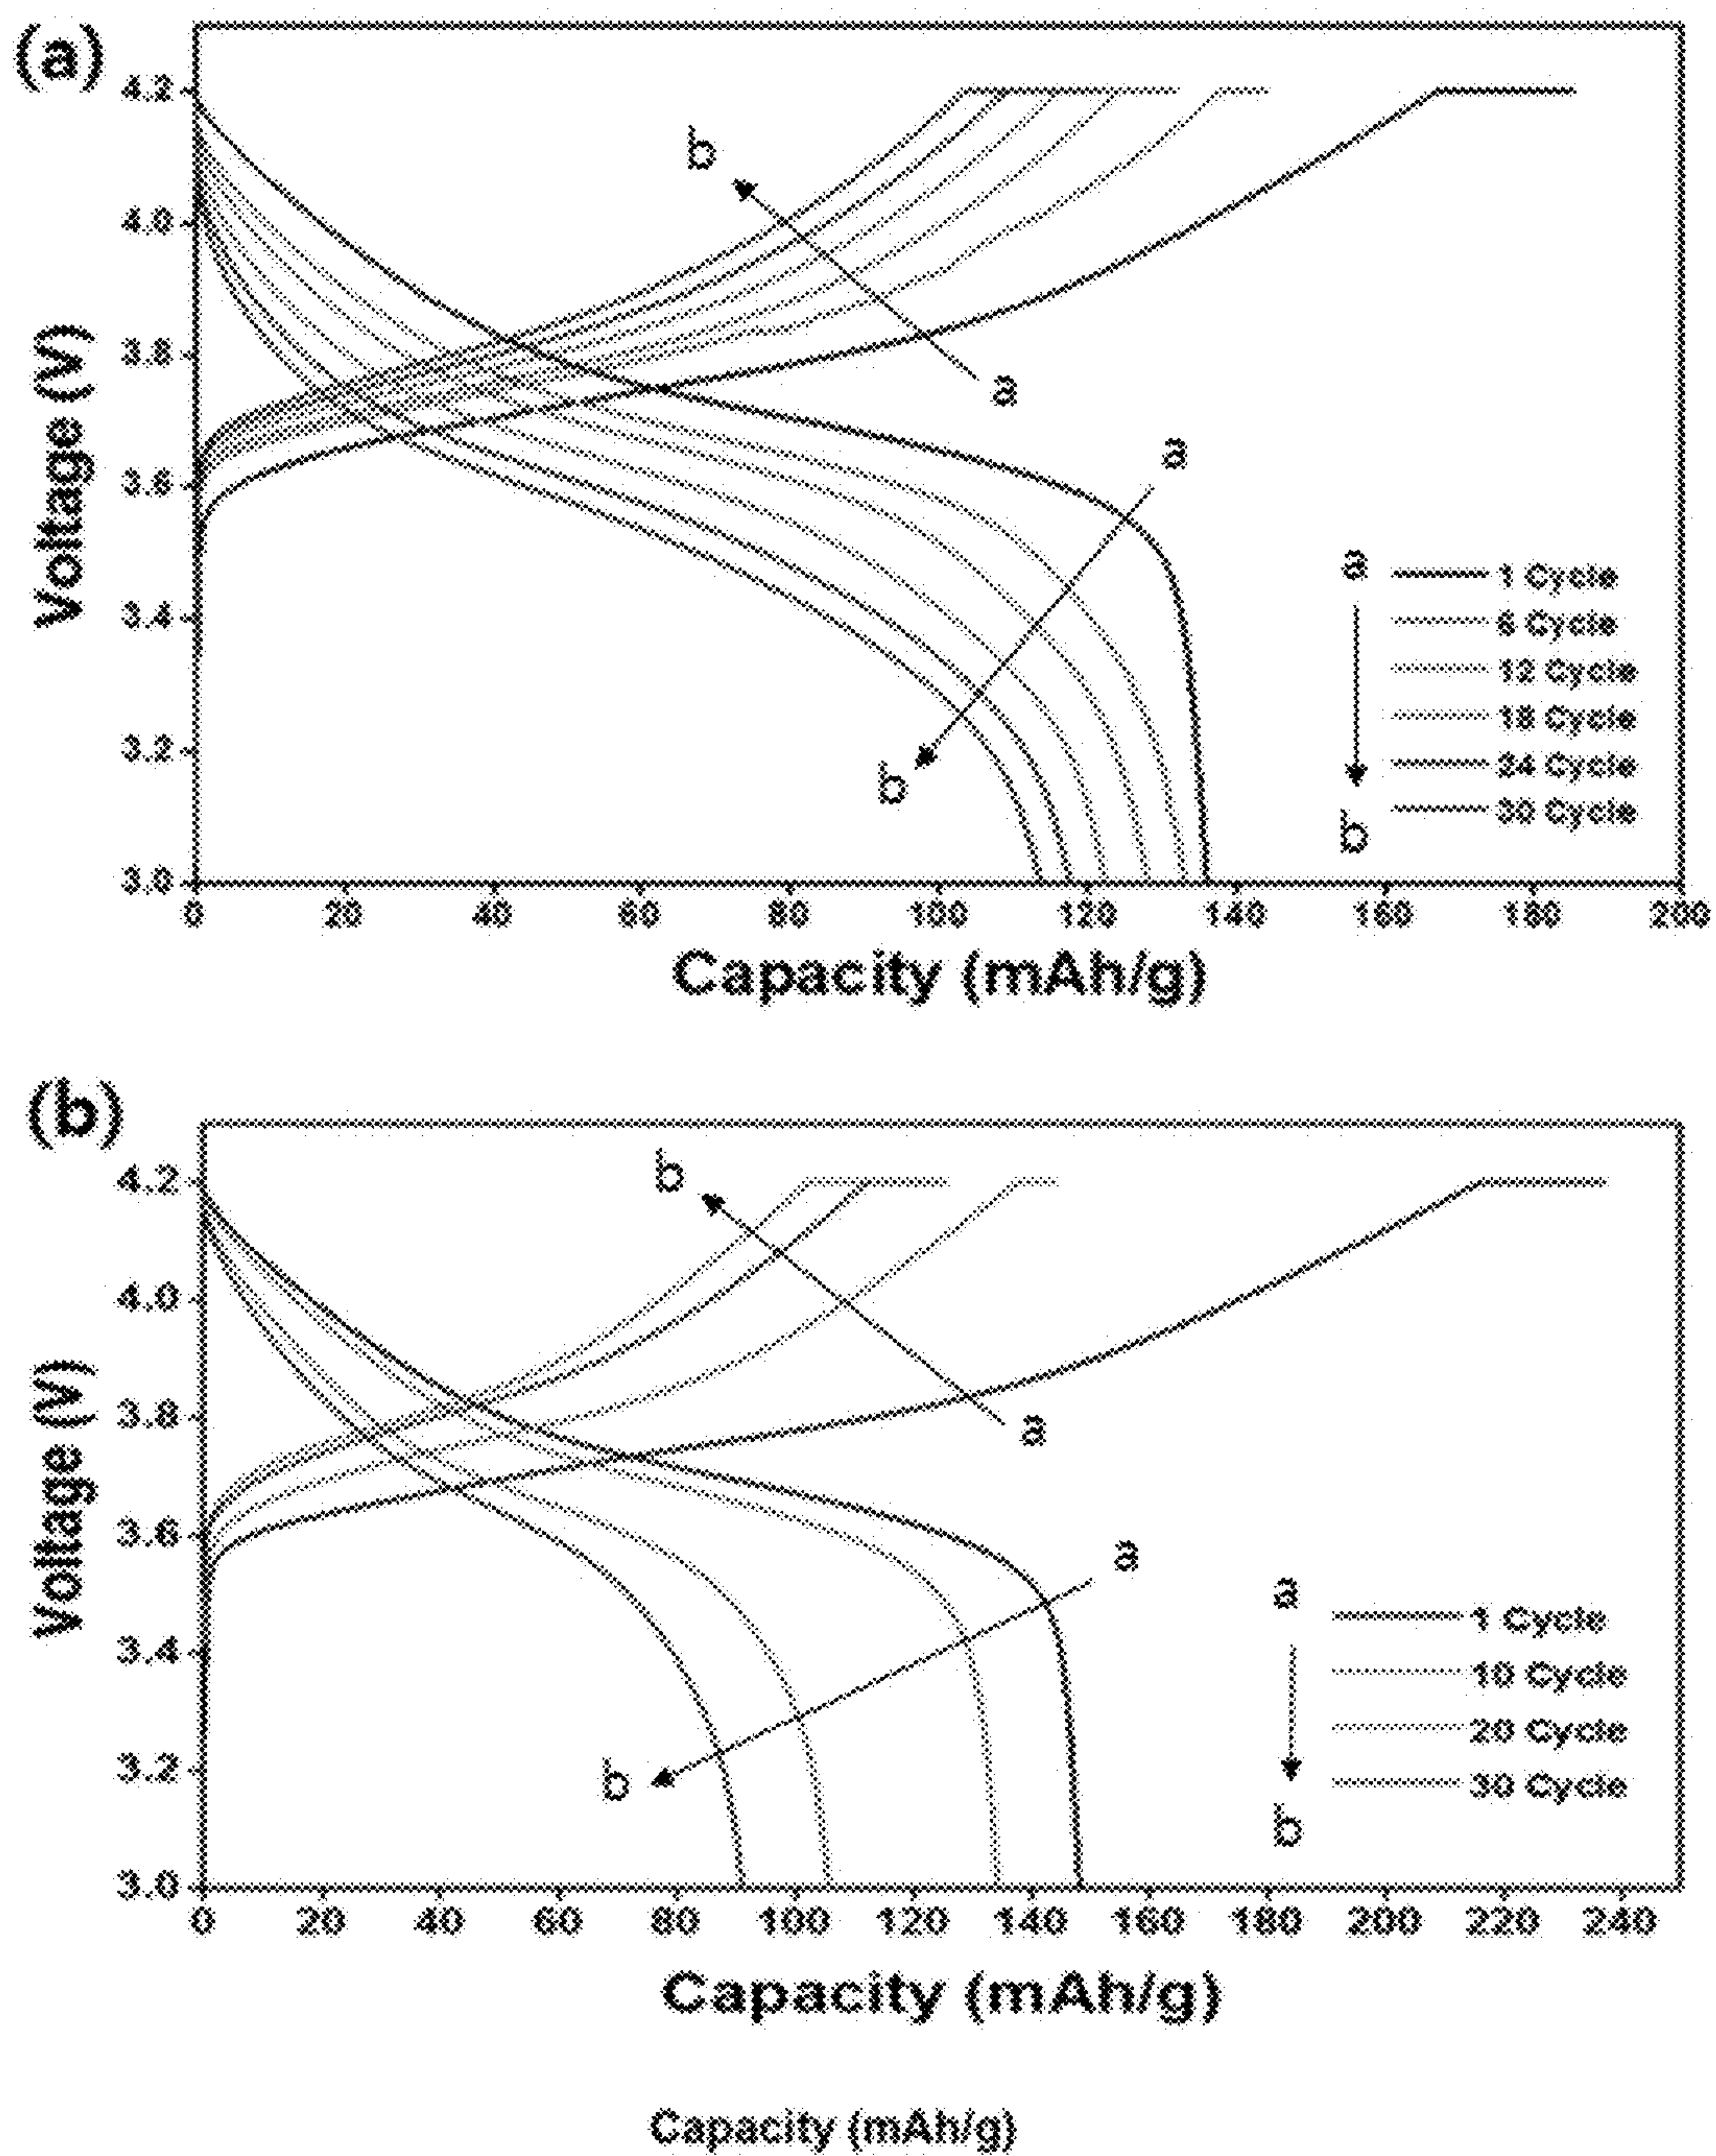 (a)
4.2
4.0
3.8
3.6
3.4
3.2
3.0
Voltage (V)
b
a
a
b
a
b
1 Cycle
6 Cycle
12 Cycle
18 Cycle
24 Cycle
30 Cycle
0 20 40 60 80 100 120 140 160 180 200
Capacity (mAh/g)
(b)
4.2
4.0
3.8
3.6
3.4
3.2
3.0
Voltage (V)
b
a
a
b
a
b
1 Cycle
10 Cycle
20 Cycle
30 Cycle
0 20 40 60 80 100 120 140 160 180 200 220 240
Capacity (mAh/g)
Capacity (mAh/g)